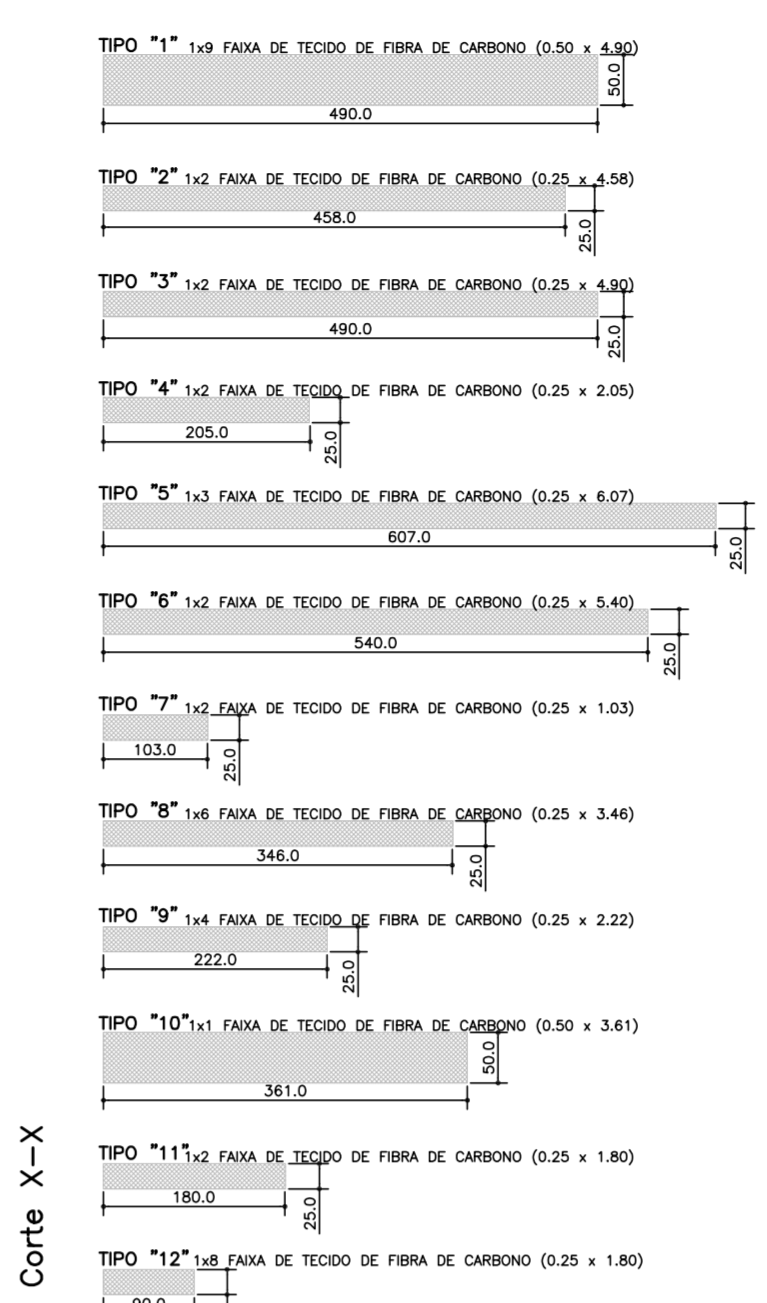 TIPO "1" 1x9 FAIXA DE TECIDO DE FIBRA DE CARBONO (0.50 x 4.90)
50.0
490.0
TIPO "2" 1x2 FAIXA DE TECIDO DE FIBRA DE CARBONO (0.25 x 4.58)
458.0
25.0
TIPO "3" 1x2 FAIXA DE TECIDO DE FIBRA DE CARBONO (0.25 x 4.90)
490.0
25.0
TIPO "4" 1x2 FAIXA DE TECIDO DE FIBRA DE CARBONO (0.25 x 2.05)
205.0
25.0
TIPO "5" 1x3 FAIXA DE TECIDO DE FIBRA DE CARBONO (0.25 x 6.07)
607.0
25.0
TIPO "6" 1x2 FAIXA DE TECIDO DE FIBRA DE CARBONO (0.25 x 5.40)
540.0
25.0
TIPO "7" 1x2 FAIXA DE TECIDO DE FIBRA DE CARBONO (0.25 x 1.03)
103.0
25.0
TIPO "8" 1x6 FAIXA DE TECIDO DE FIBRA DE CARBONO (0.25 x 3.46)
346.0
25.0
TIPO "9" 1x4 FAIXA DE TECIDO DE FIBRA DE CARBONO (0.25 x 2.22)
222.0
25.0
TIPO "10" 1x1 FAIXA DE TECIDO DE FIBRA DE CARBONO (0.50 x 3.61)
50.0
361.0
TIPO "11" 1x2 FAIXA DE TECIDO DE FIBRA DE CARBONO (0.25 x 1.80)
180.0
25.0
TIPO "12" 1x8 FAIXA DE TECIDO DE FIBRA DE CARBONO (0.25 x 1.80)
90.0
Corte X-X